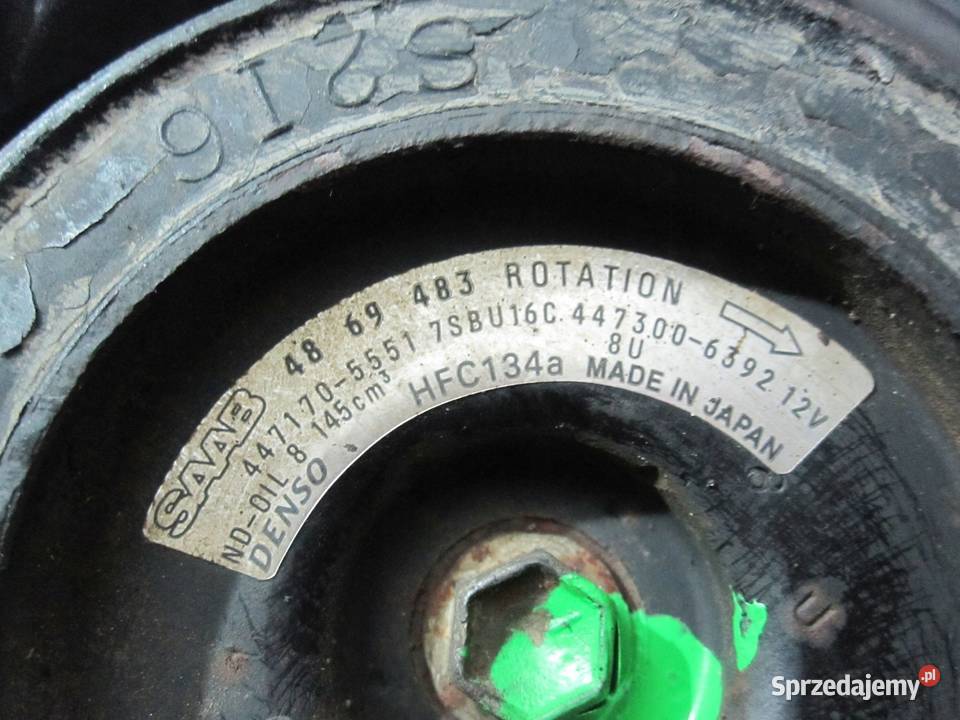 S216
SAAB 48 69 483 ROTATION
447170-5551 7SBU16C 447300-6392 12V
ND-OIL 8 145cm³ HFC134a 8U
DENSO MADE IN JAPAN
U
Sprzedajemy.pl